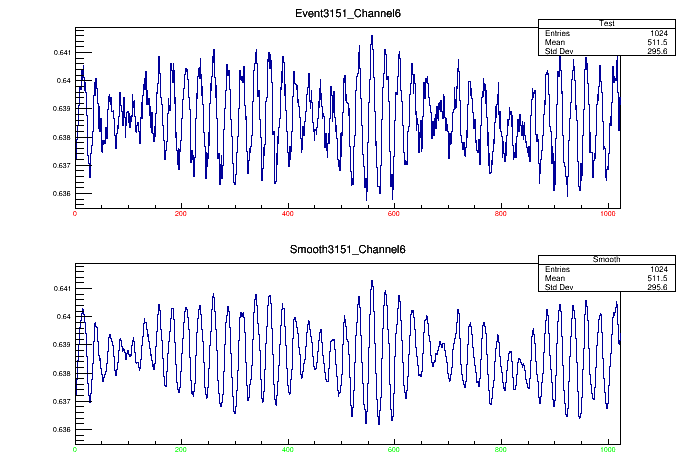 Event3151_Channel6
Test
Entries 1024
Mean 511.5
Std Dev 295.6
0.641
0.64
0.639
0.638
0.637
0.636
0 200 400 600 800 1000
Smooth3151_Channel6
Smooth
Entries 1024
Mean 511.5
Std Dev 295.6
0.641
0.64
0.639
0.638
0.637
0.636
0 200 400 600 800 1000